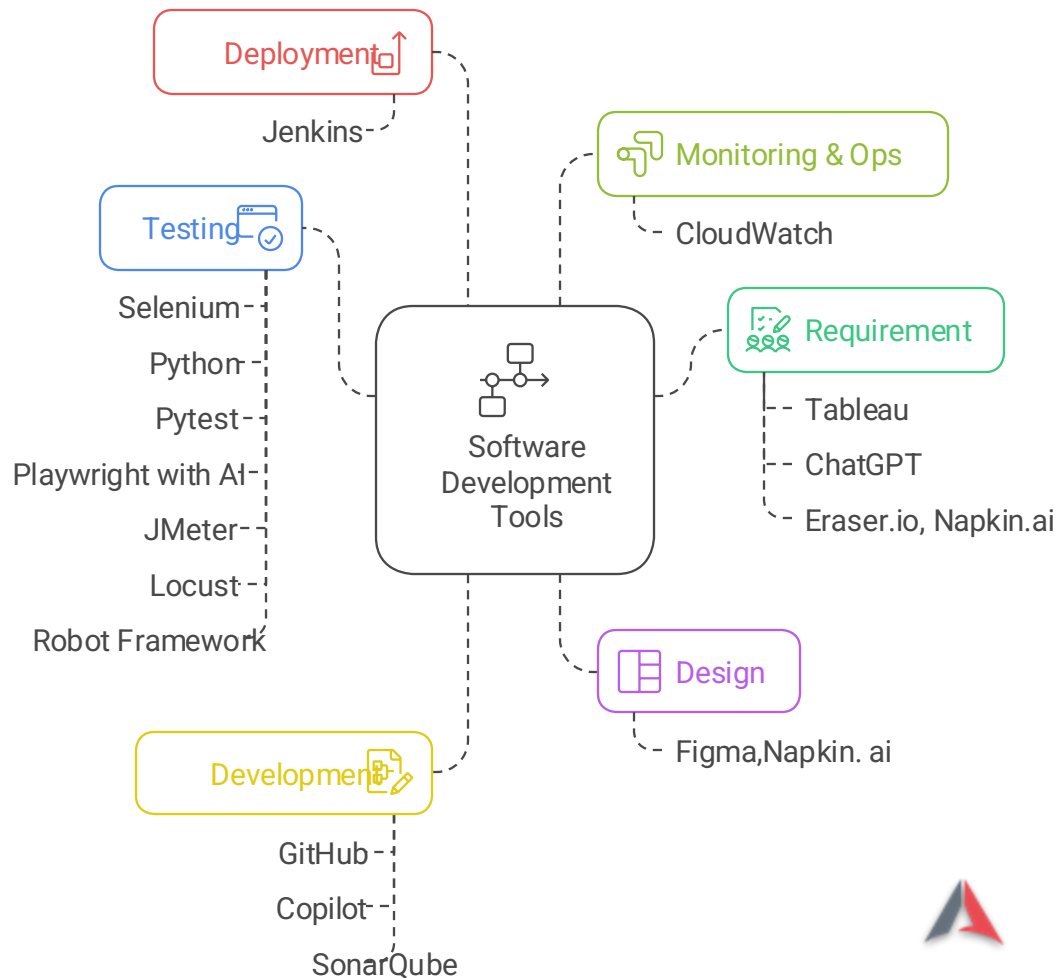 Deployment
Jenkins
Monitoring & Ops
CloudWatch
Testing
Selenium
Python
Pytest
Playwright with AI
JMeter
Locust
Robot Framework
Software
Development
Tools
Requirement
Tableau
ChatGPT
Eraser.io, Napkin.ai
Design
Figma,Napkin. ai
Development
GitHub
Copilot
SonarQube